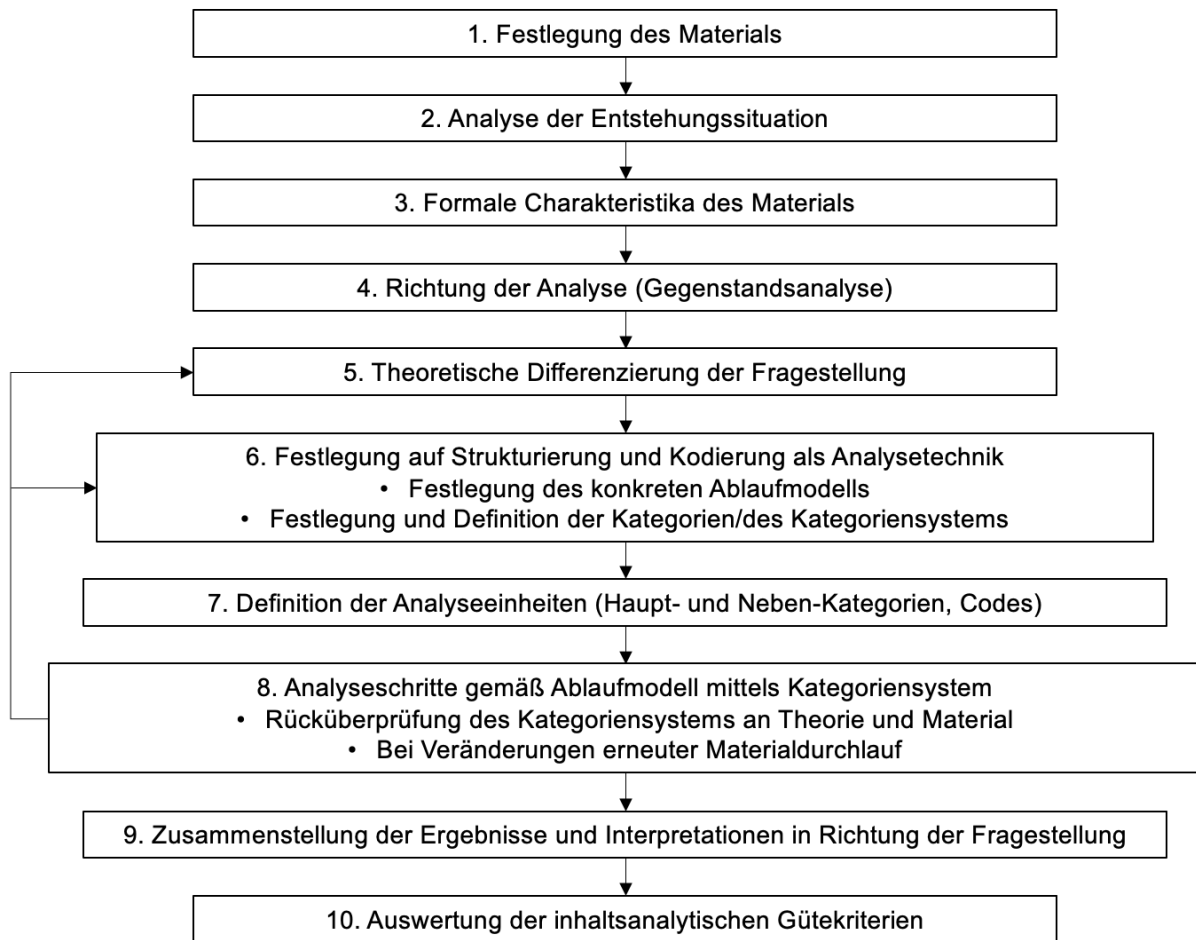 1. Festlegung des Materials
2. Analyse der Entstehungssituation
3. Formale Charakteristika des Materials
4. Richtung der Analyse (Gegenstandsanalyse)
5. Theoretische Differenzierung der Fragestellung
6. Festlegung auf Strukturierung und Kodierung als Analysetechnik
• Festlegung des konkreten Ablaufmodells
• Festlegung und Definition der Kategorien/des Kategoriensystems
7. Definition der Analyseeinheiten (Haupt- und Neben-Kategorien, Codes)
8. Analyseschritte gemäß Ablaufmodell mittels Kategoriensystem
• Rücküberprüfung des Kategoriensystems an Theorie und Material
• Bei Veränderungen erneuter Materialdurchlauf
9. Zusammenstellung der Ergebnisse und Interpretationen in Richtung der Fragestellung
10. Auswertung der inhaltsanalytischen Gütekriterien